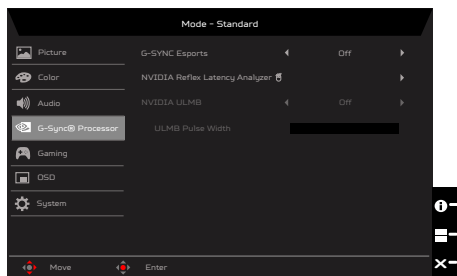 Mode - Standard
Picture
G-SYNC Esports Off
Color
NVIDIA Reflex Latency Analyzer
Audio
NVIDIA ULMB Off
G-Sync® Processor
ULMB Pulse Width
Gaming
OSD
System
Move Enter